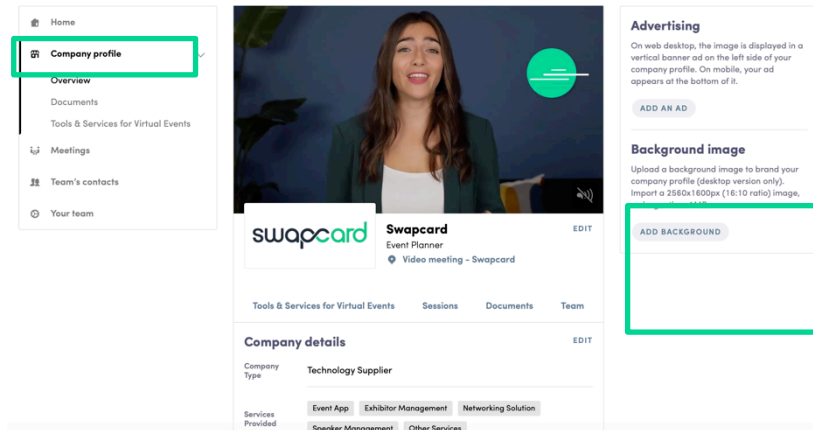 Home
Company profile
Overview
Documents
Tools & Services for Virtual Events
Meetings
Team's contacts
Your team
swapcard
Swapcard
EDIT
Event Planner
Video meeting - Swapcard
Tools & Services for Virtual Events Sessions Documents Team
Company details
EDIT
Company
Type
Technology Supplier
Services
Provided
Event App Exhibitor Management Networking Solution
Speaker Management Other Services
Advertising
On web desktop, the image is displayed in a
vertical banner ad on the left side of your
company profile. On mobile, your ad
appears at the bottom of it.
ADD AN AD
Background image
Upload a background image to brand your
company profile (desktop version only).
Import a 2560x1600px (16:10 ratio) image,
ADD BACKGROUND